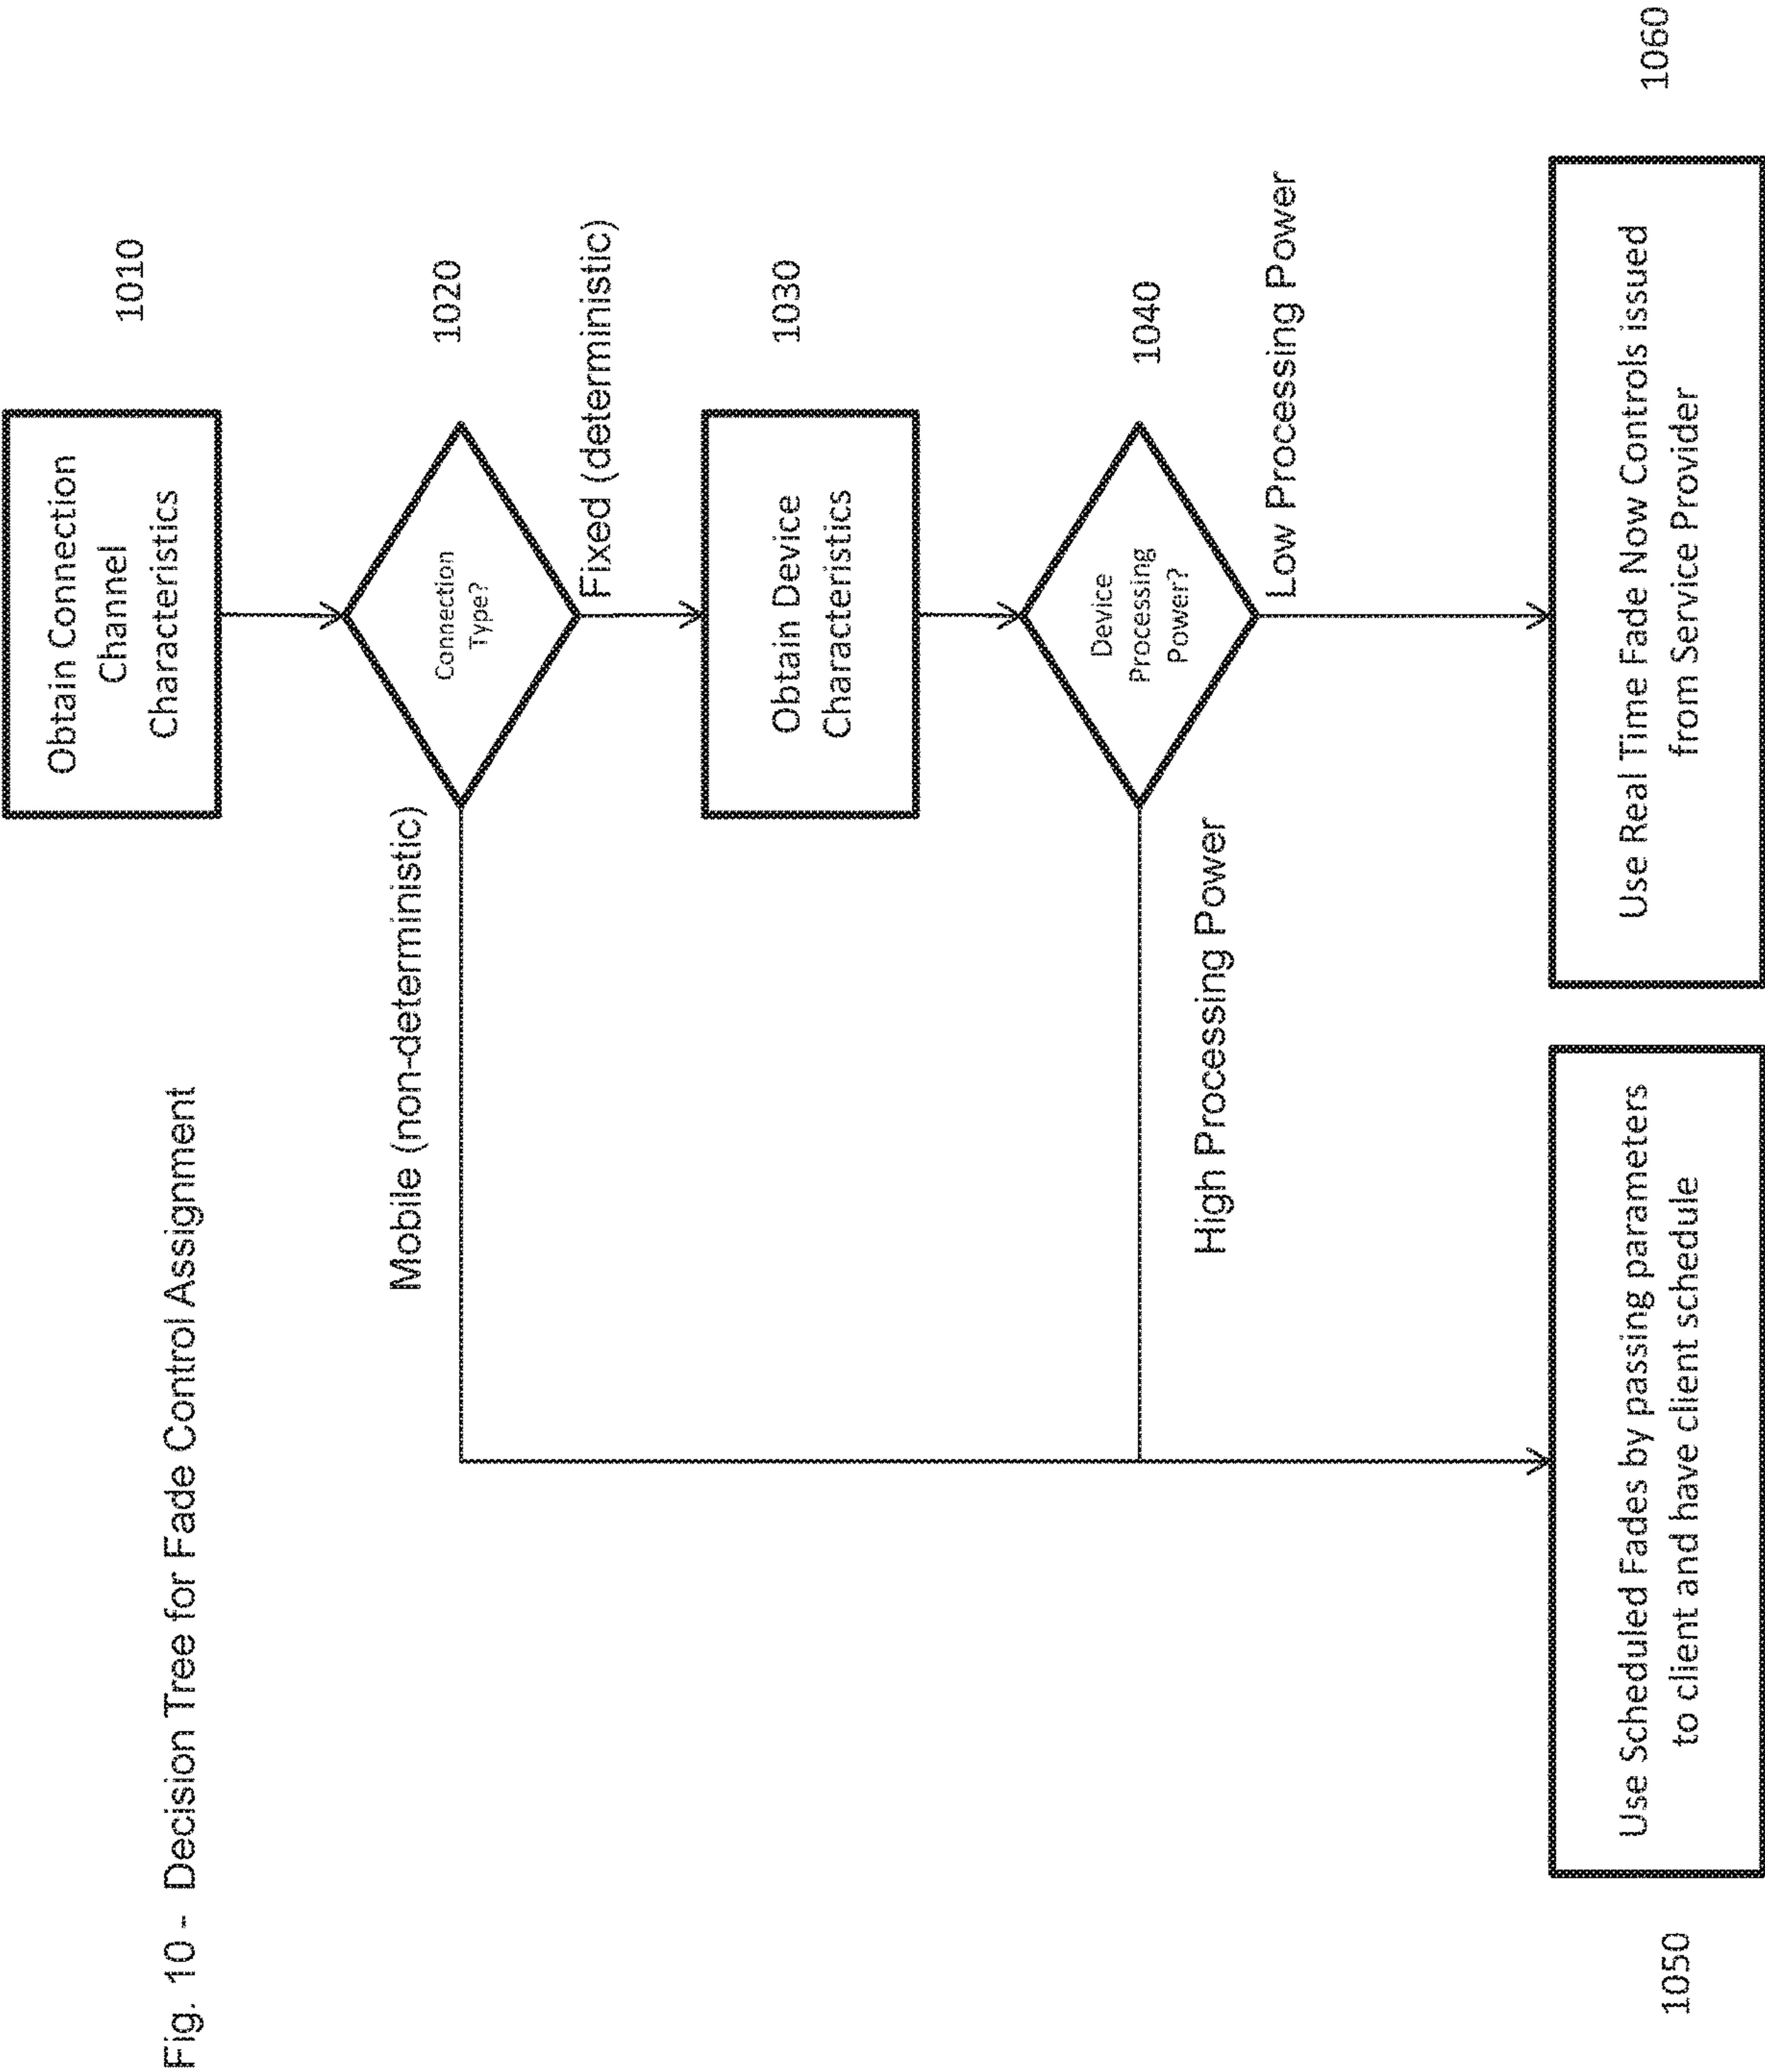 Fig. 10 - Decision Tree for Fade Control Assignment
Obtain Connection
Channel
Characteristics
1010
Connection
Type?
1020
Mobile (non-deterministic)
Fixed (deterministic)
Obtain Device
Characteristics
1030
Device
Processing
Power?
1040
High Processing Power
Low Processing Power
1050
Use Scheduled Fades by passing parameters
to client and have client schedule
Use Real Time Fade Now Controls issued
from Service Provider
1060